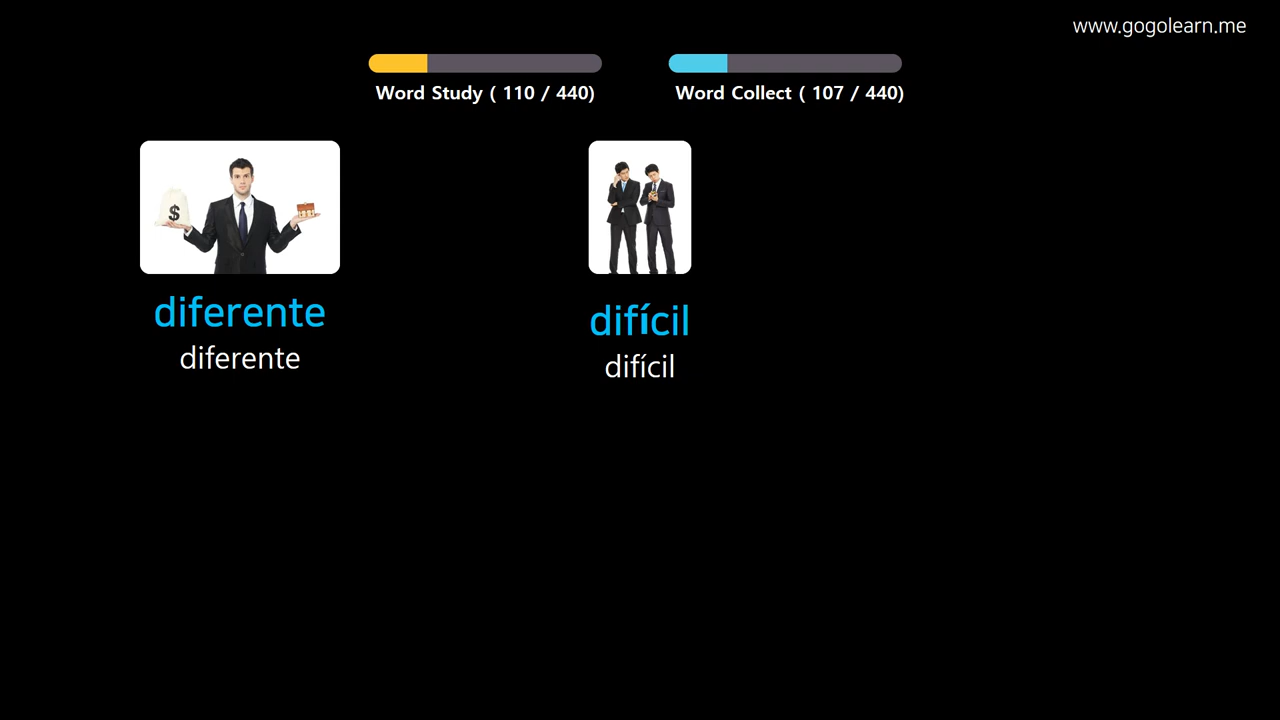 www.gogolearn.me
Word Study ( 110 / 440)
Word Collect ( 107 / 440)
$
diferente
diferente
difícil
difícil